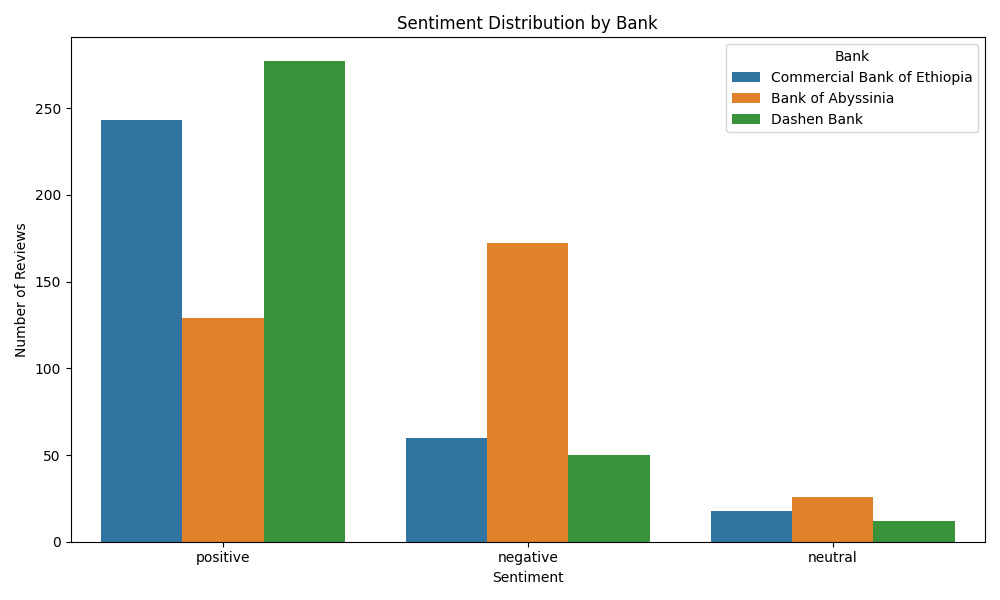 Sentiment Distribution by Bank
Bank
Commercial Bank of Ethiopia
Bank of Abyssinia
Dashen Bank
Number of Reviews
250
200
150
100
50
0
positive
negative
neutral
Sentiment